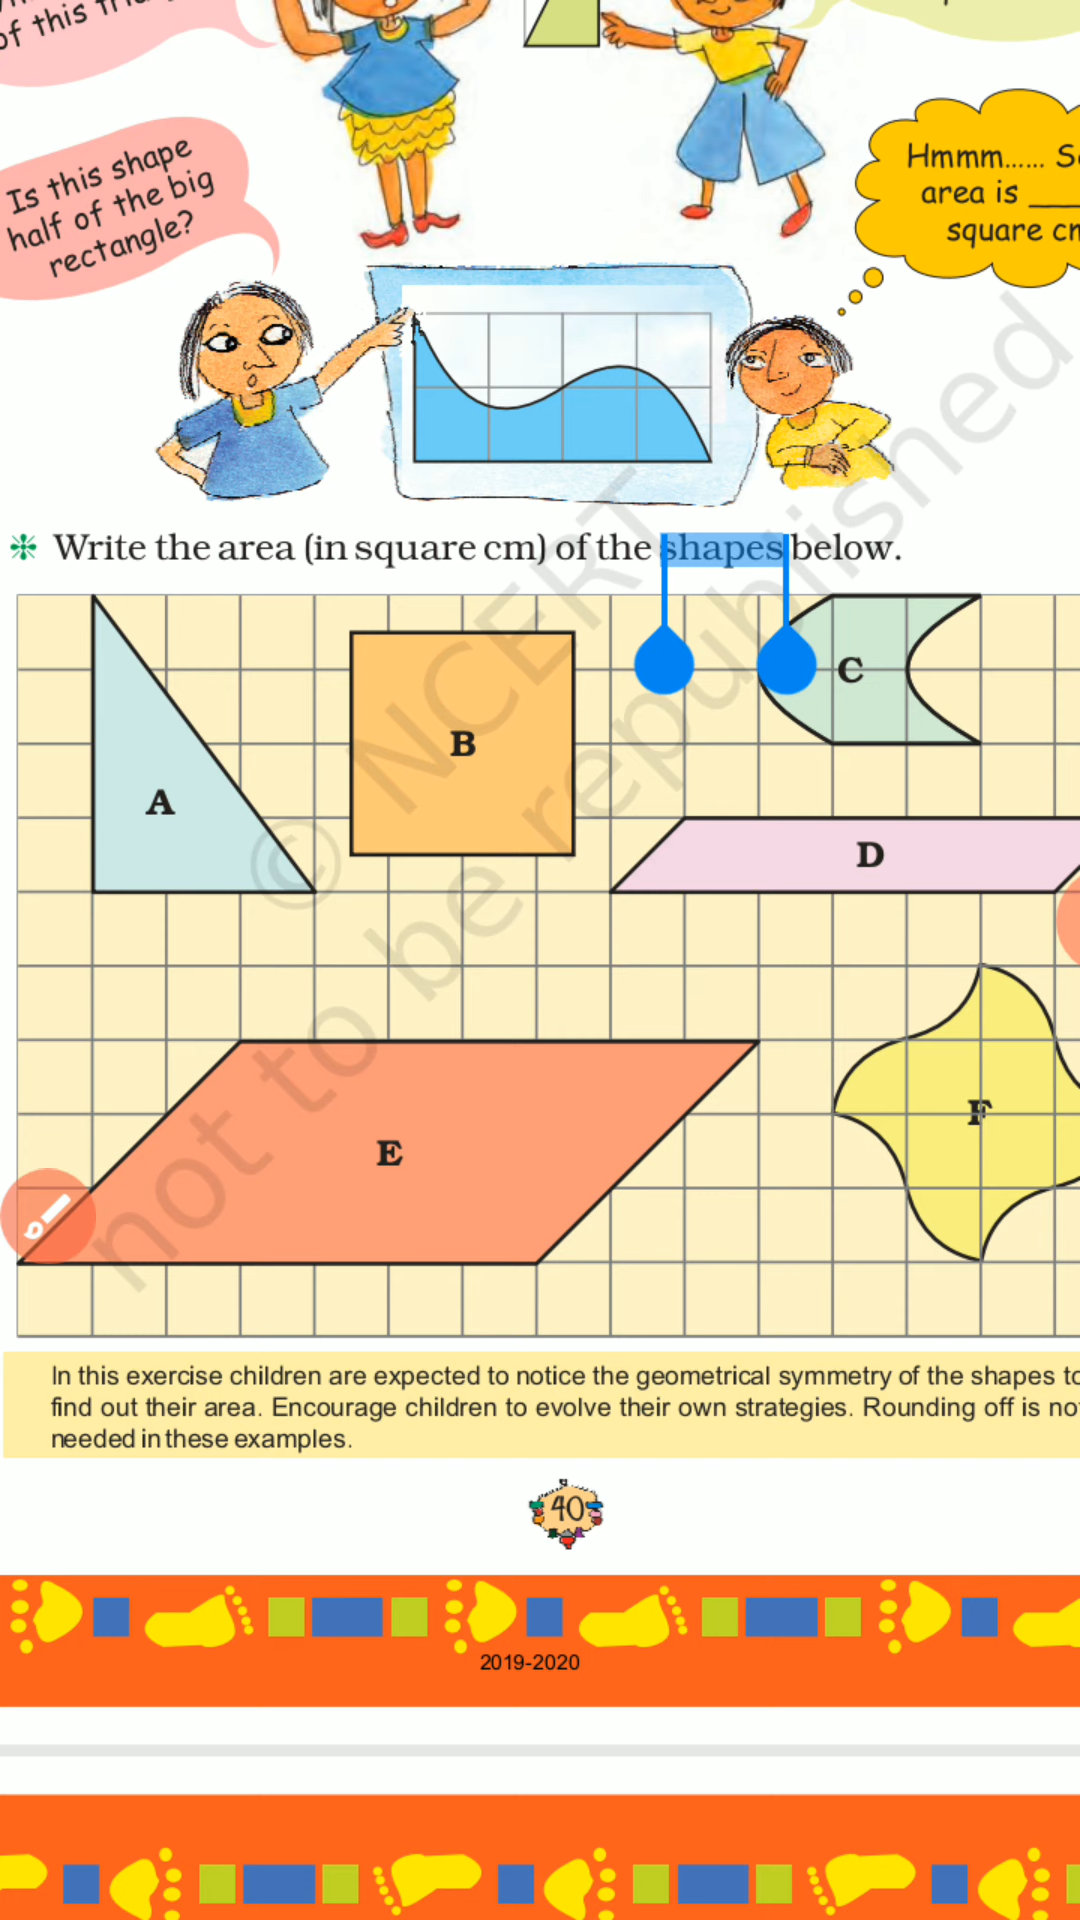 of this
Is this shape
half of the big
rectangle?
Hmmm......
area is ____
square cm
❉ Write the area (in square cm) of the shapes below.
A
B
C
D
E
F
© NCERT
not to be republished
In this exercise children are expected to notice the geometrical symmetry of the shapes to
find out their area. Encourage children to evolve their own strategies. Rounding off is no
needed in these examples.
40
2019-2020